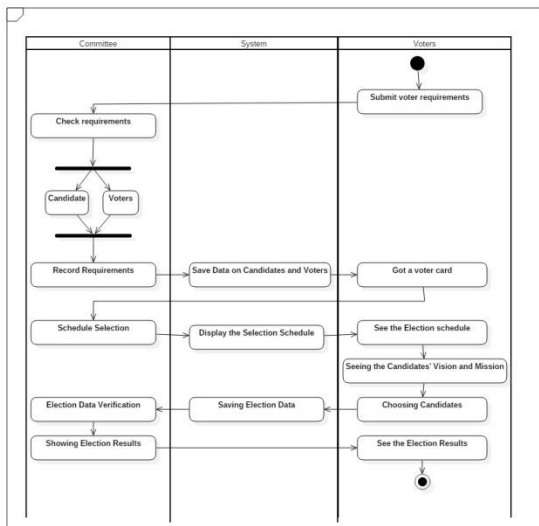 Committee
System
Voters
Submit voter requirements
Check requirements
Candidate
Voters
Record Requirements
Save Data on Candidates and Voters
Got a voter card
Schedule Selection
Display the Selection Schedule
See the Election schedule
Seeing the Candidates' Vision and Mission
Election Data Verification
Saving Election Data
Choosing Candidates
Showing Election Results
See the Election Results